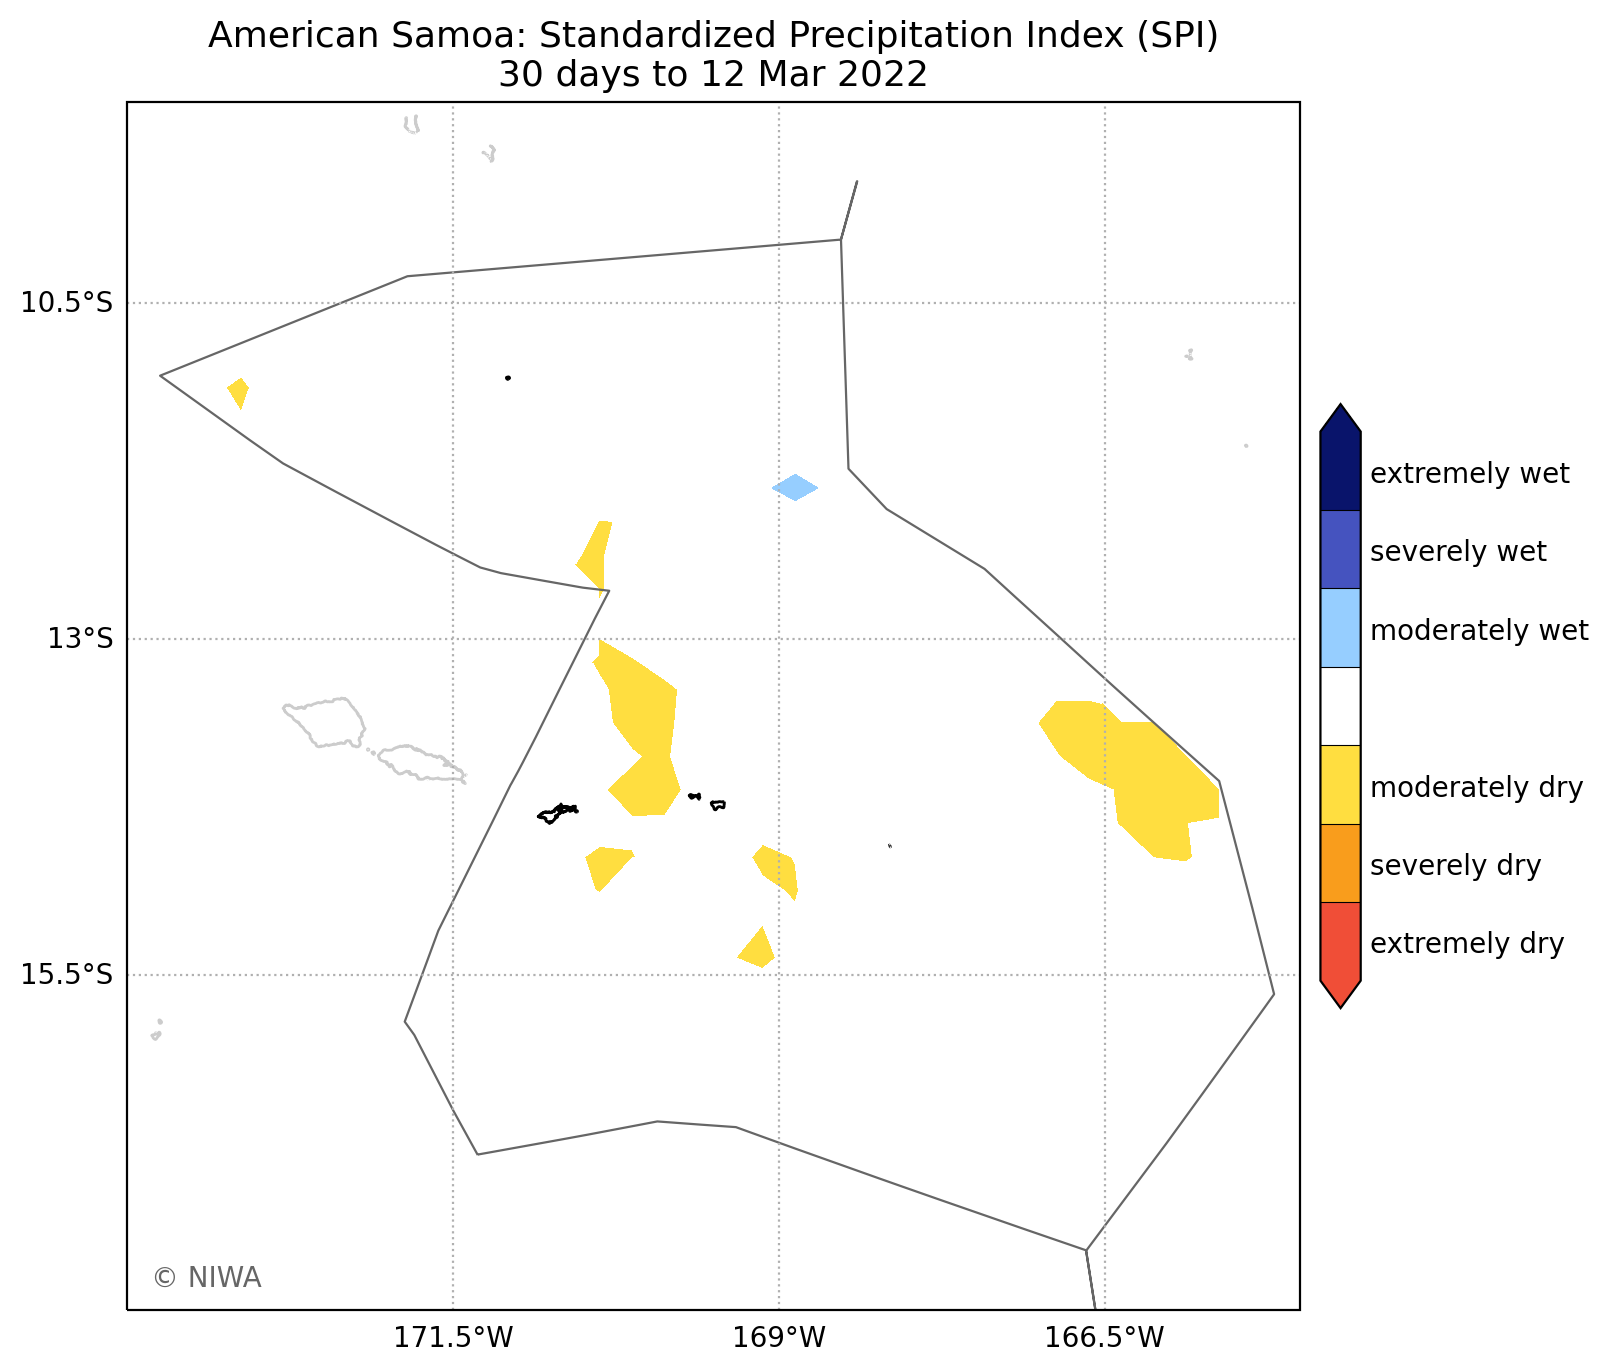 American Samoa: Standardized Precipitation Index (SPI)
30 days to 12 Mar 2022
10.5°S
13°S
15.5°S
171.5°W
169°W
166.5°W
extremely wet
severely wet
moderately wet
moderately dry
severely dry
extremely dry
© NIWA